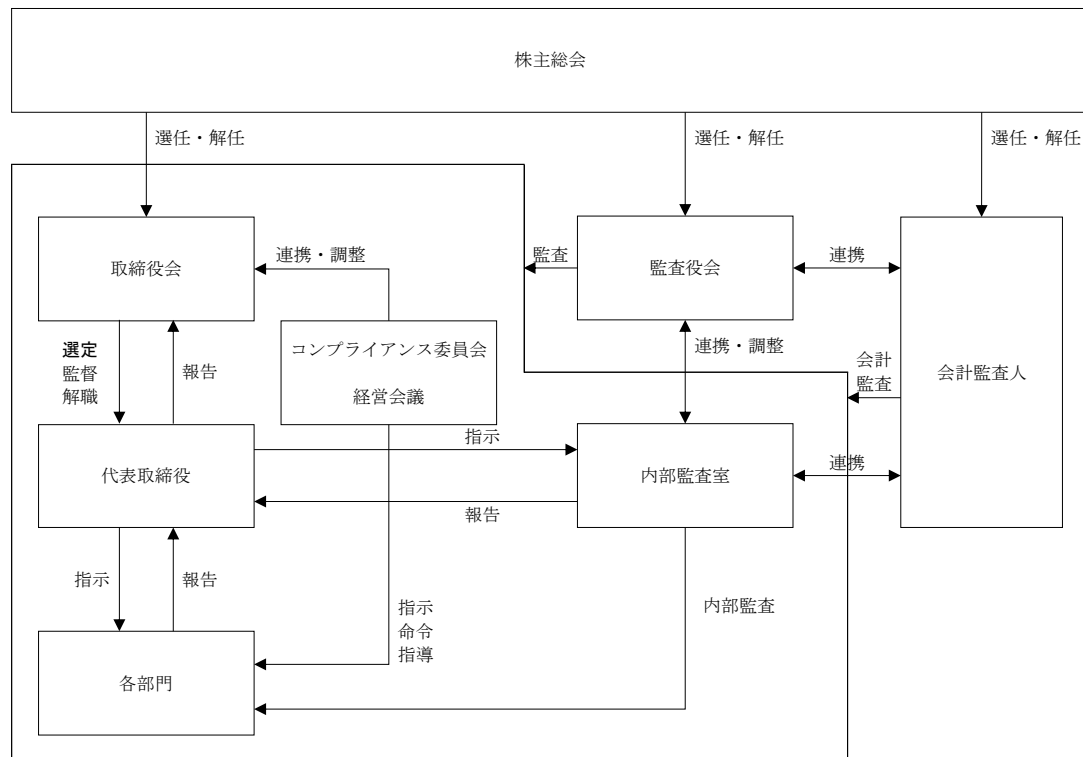 株主総会
選任・解任
選任・解任
選任・解任
取締役会
連携・調整
監査
監査役会
連携
会計監査人
選定
監督
解職
報告
コンプライアンス委員会
経営会議
連携・調整
会計
監査
代表取締役
指示
報告
内部監査室
連携
指示
報告
指示
命令
指導
内部監査
各部門